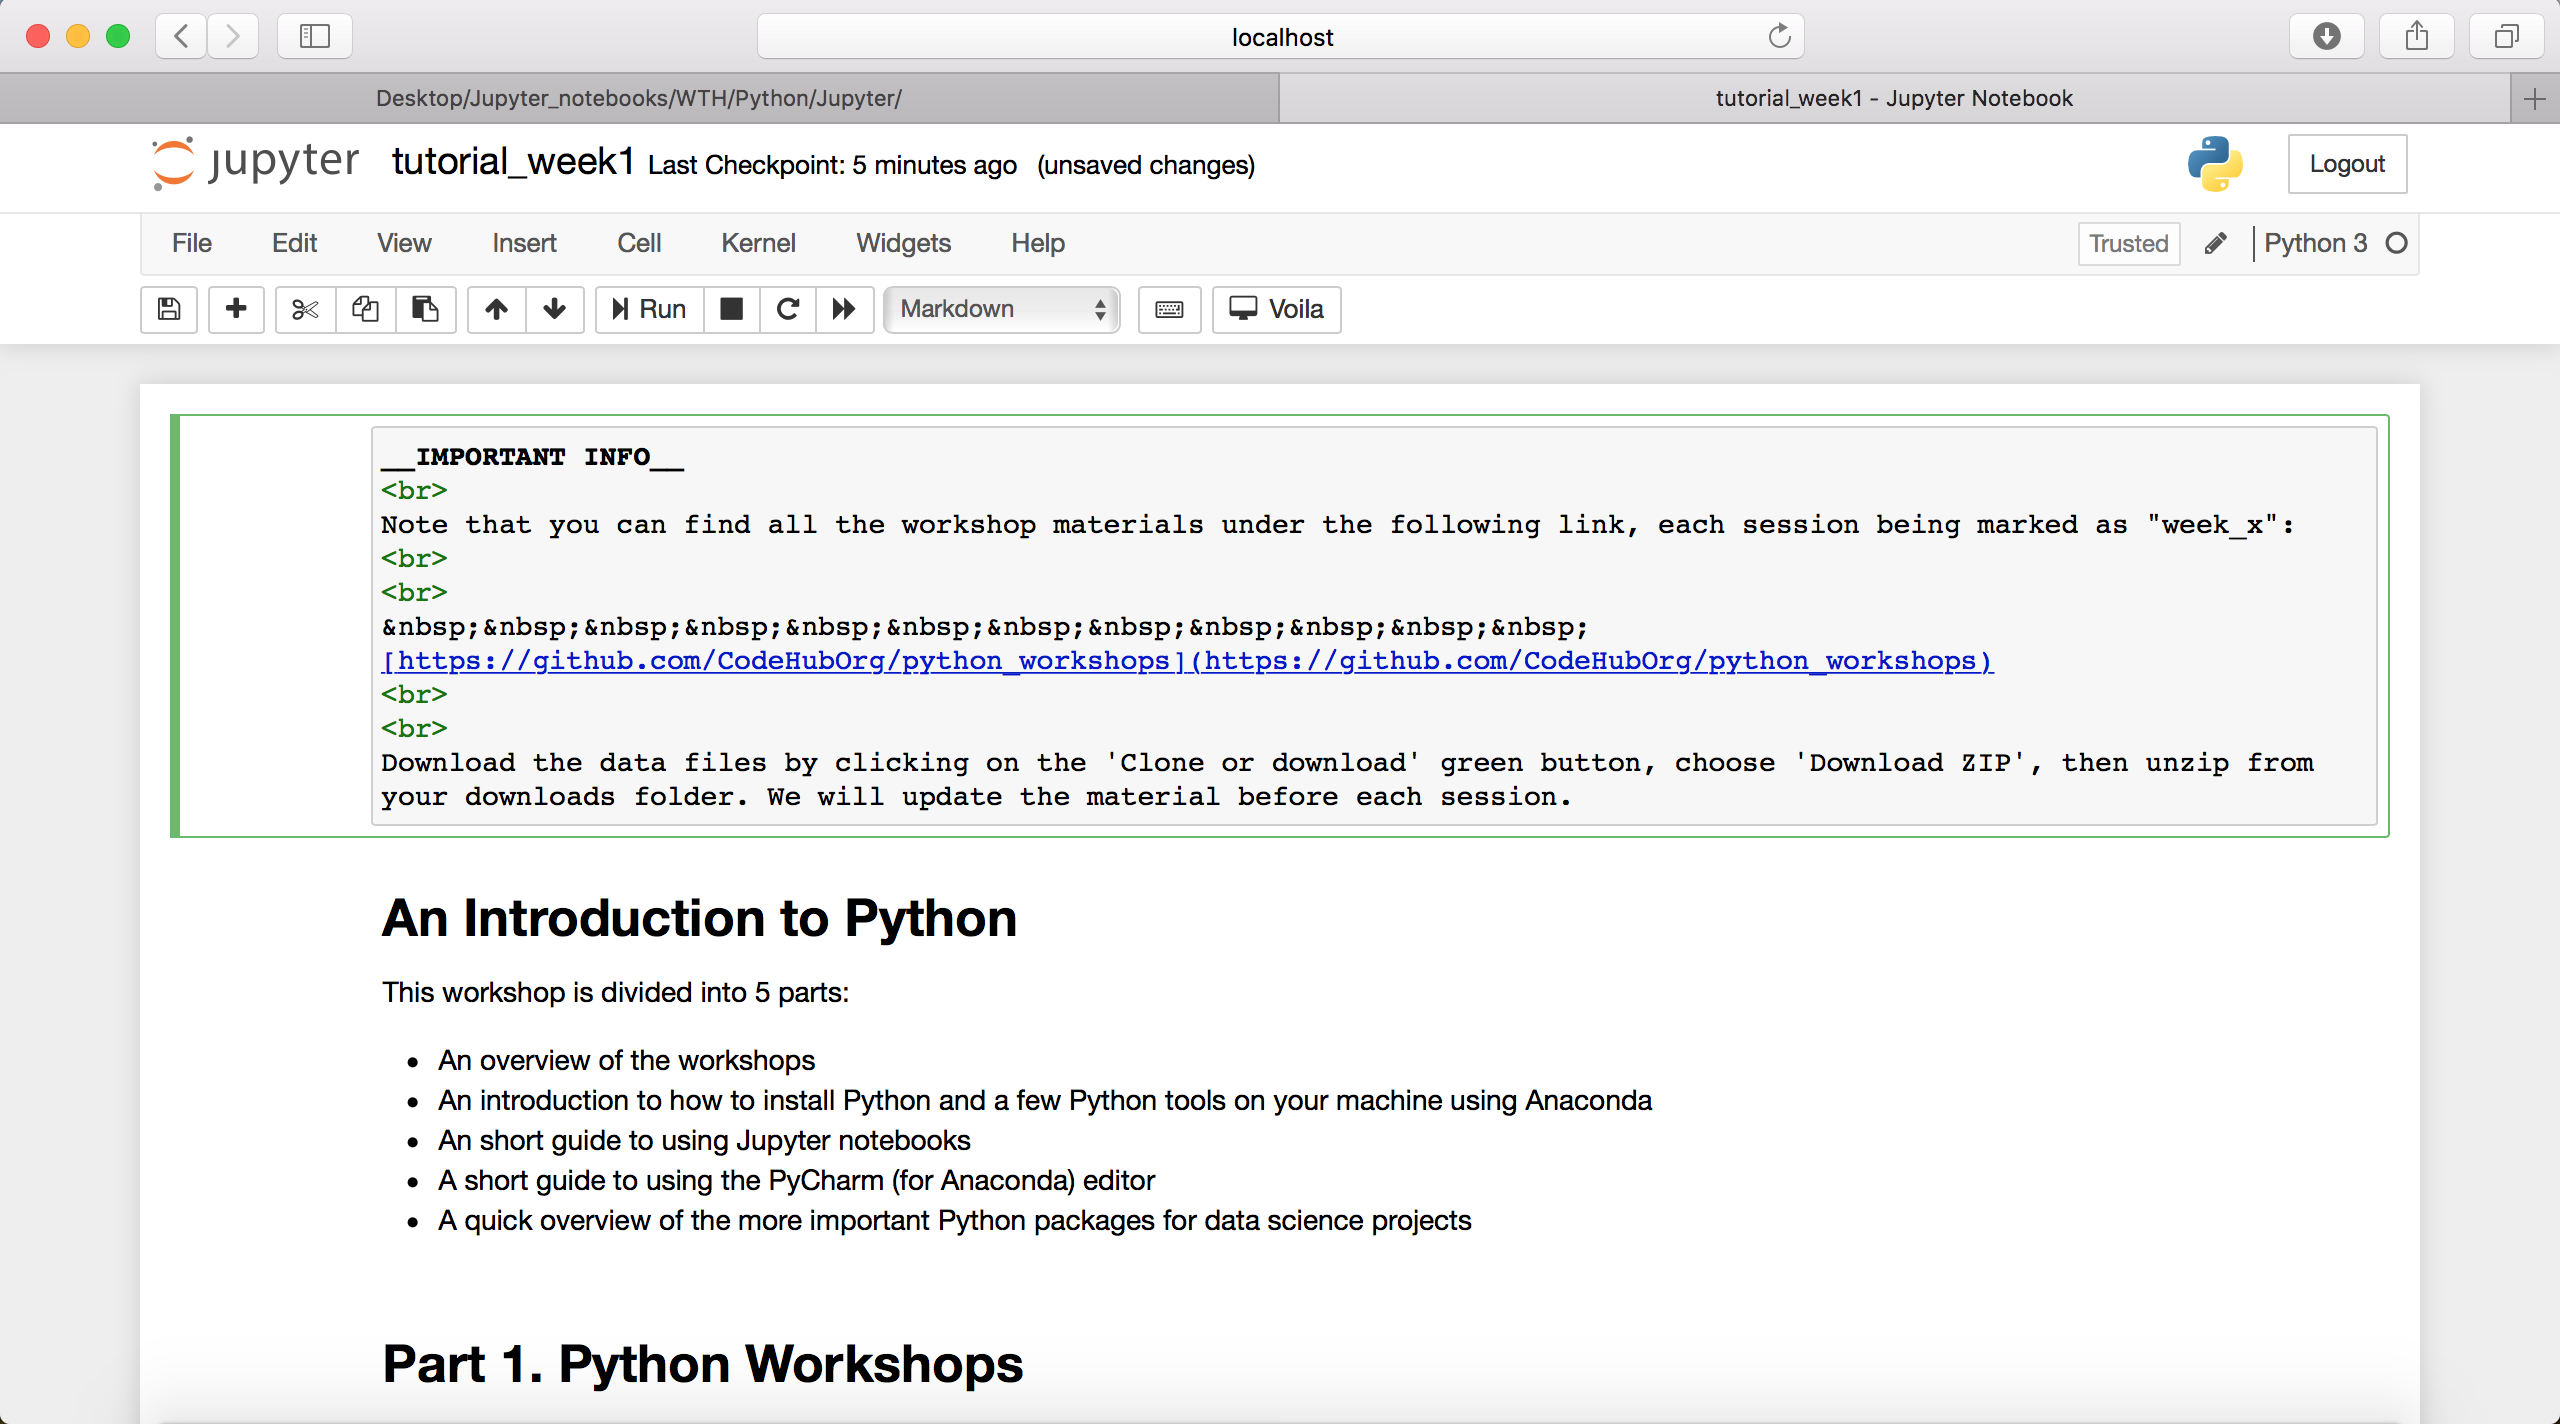 localhost
Desktop/Jupyter_notebooks/WTH/Python/Jupyter/
tutorial_week1 - Jupyter Notebook
jupyter tutorial_week1 Last Checkpoint: 5 minutes ago (unsaved changes)
Logout
File Edit View Insert Cell Kernel Widgets Help
Trusted Python 3
Run Markdown Voila
__IMPORTANT INFO__
<br>
Note that you can find all the workshop materials under the following link, each session being marked as "week_x":
<br>
<br>
&nbsp;&nbsp;&nbsp;&nbsp;&nbsp;&nbsp;&nbsp;&nbsp;&nbsp;&nbsp;&nbsp;&nbsp;
[https://github.com/CodeHubOrg/python_workshops](https://github.com/CodeHubOrg/python_workshops)
<br>
<br>
Download the data files by clicking on the 'Clone or download' green button, choose 'Download ZIP', then unzip from
your downloads folder. We will update the material before each session.
An Introduction to Python
This workshop is divided into 5 parts:
• An overview of the workshops
• An introduction to how to install Python and a few Python tools on your machine using Anaconda
• An short guide to using Jupyter notebooks
• A short guide to using the PyCharm (for Anaconda) editor
• A quick overview of the more important Python packages for data science projects
Part 1. Python Workshops